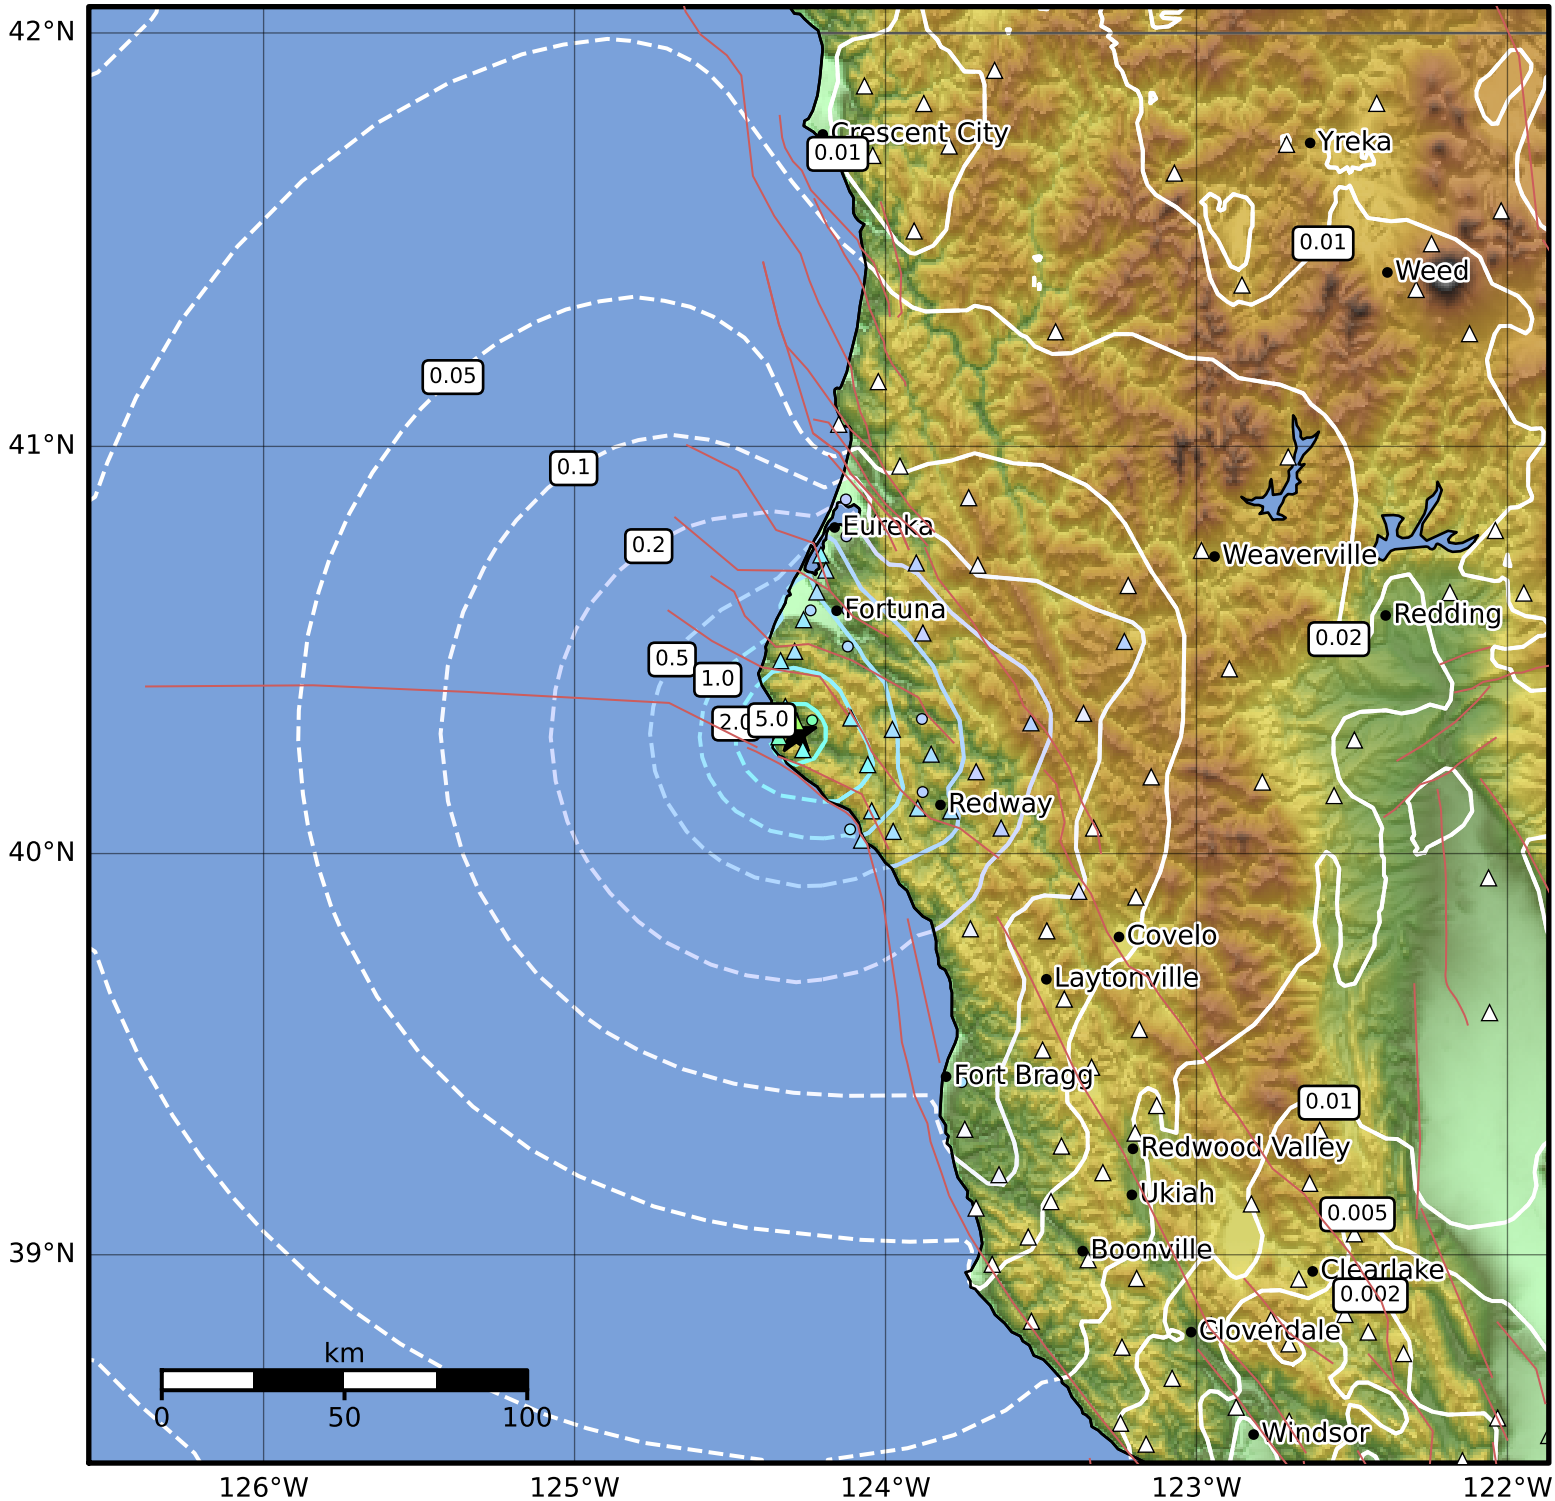 42°N
Crescent City
0.01
Yreka
0.01
Weed
0.05
41°N
0.1
Eureka
0.2
Weaverville
Fortuna
Redding
0.02
0.5
1.0
2.0
5.0
Redway
40°N
Covelo
Laytonville
Fort Bragg
0.01
Redwood Valley
Ukiah
0.005
39°N
Boonville
Clearlake
0.002
Cloverdale
km
0 50 100
Windsor
126°W 125°W 124°W 123°W 122°W